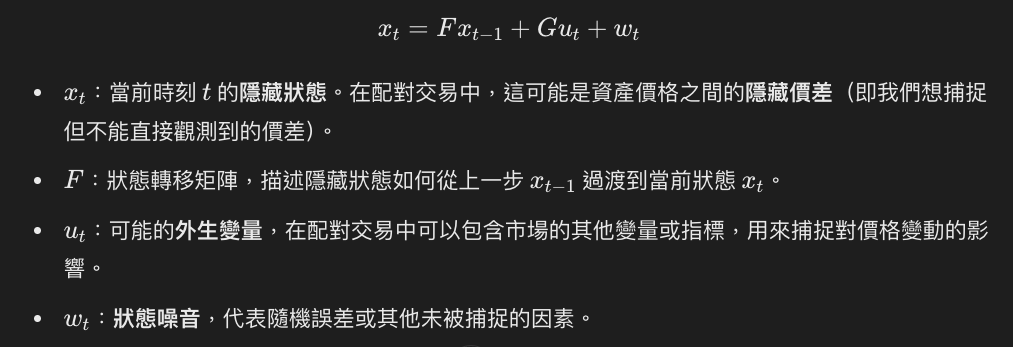 x_t = Fx_{t−1} + Gu_t + w_t
• x_t：當前時刻 t 的隱藏狀態。在配對交易中，這可能是資產價格之間的隱藏價差（即我們想捕捉
但不能直接觀測到的價差）。
• F：狀態轉移矩陣，描述隱藏狀態如何從上一步 x_{t−1} 過渡到當前狀態 x_t。
• u_t：可能的外生變量，在配對交易中可以包含市場的其他變量或指標，用來捕捉對價格變動的影
響。
• w_t：狀態噪音，代表隨機誤差或其他未被捕捉的因素。